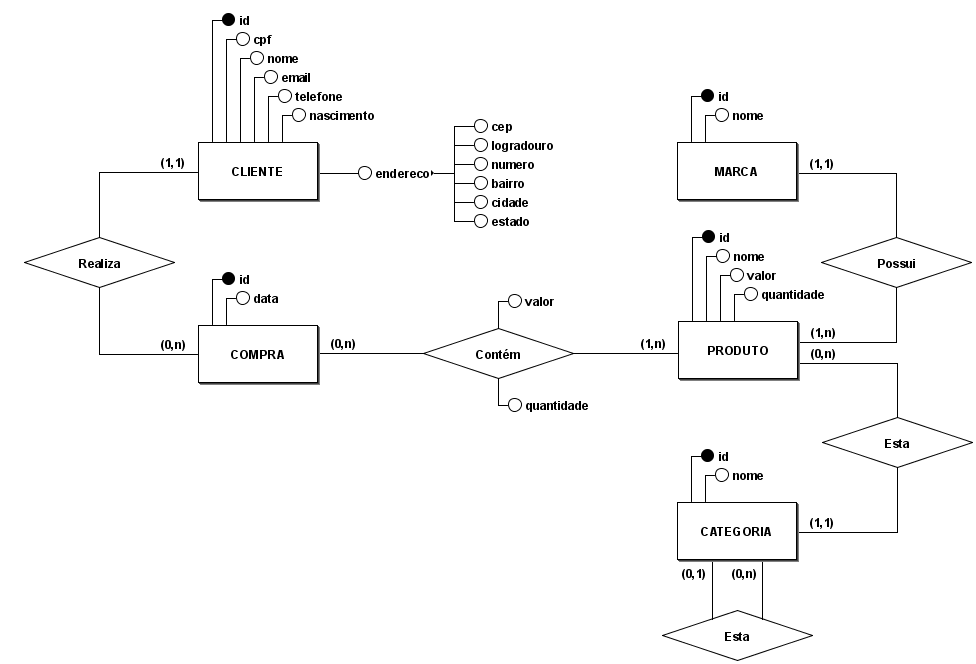 id
cpf
nome
email
telefone
nascimento
(1,1)
CLIENTE
endereco
cep
logradouro
numero
bairro
cidade
estado
id
nome
MARCA
(1,1)
Realiza
Possui
id
data
(0,n)
COMPRA
(0,n)
valor
Contém
quantidade
(1,n)
id
nome
valor
quantidade
PRODUTO
(1,n)
(0,n)
Esta
id
nome
CATEGORIA
(1,1)
(0,1)
(0,n)
Esta